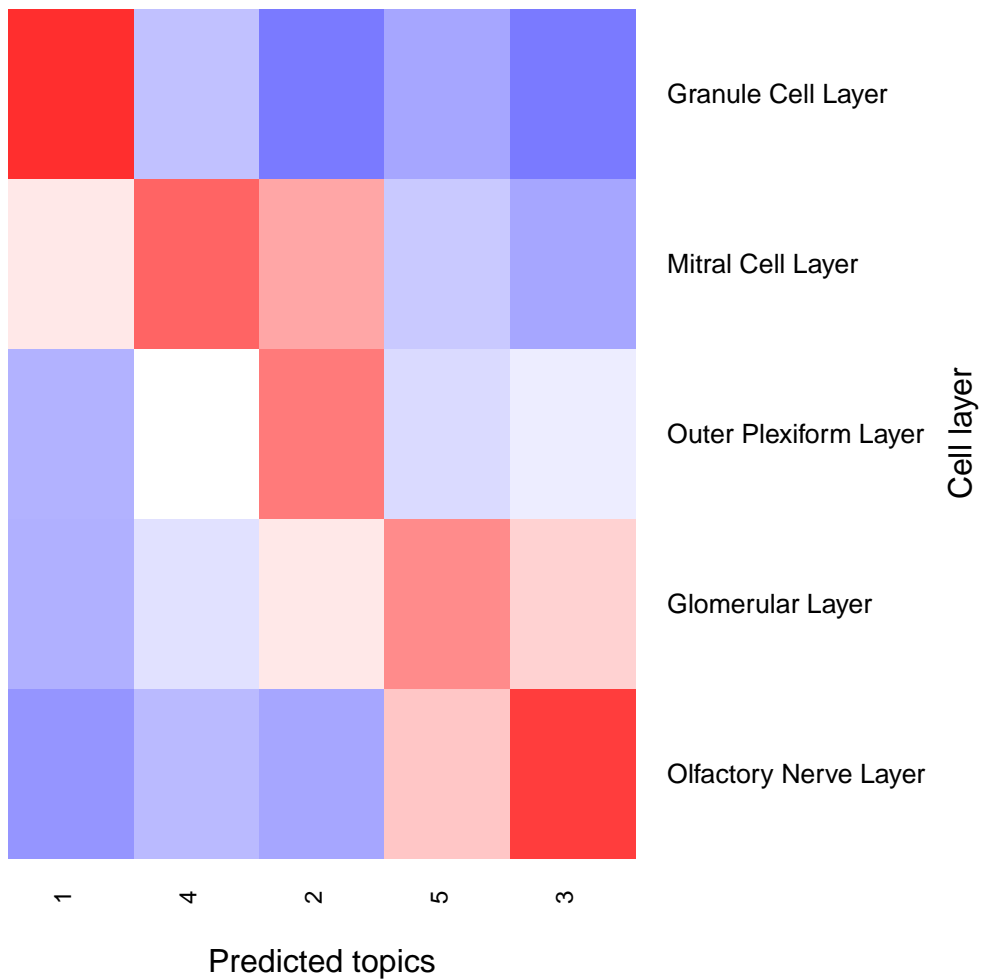 Granule Cell Layer
Mitral Cell Layer
Outer Plexiform Layer
Glomerular Layer
Olfactory Nerve Layer
Cell layer
1 4 2 5 3
Predicted topics